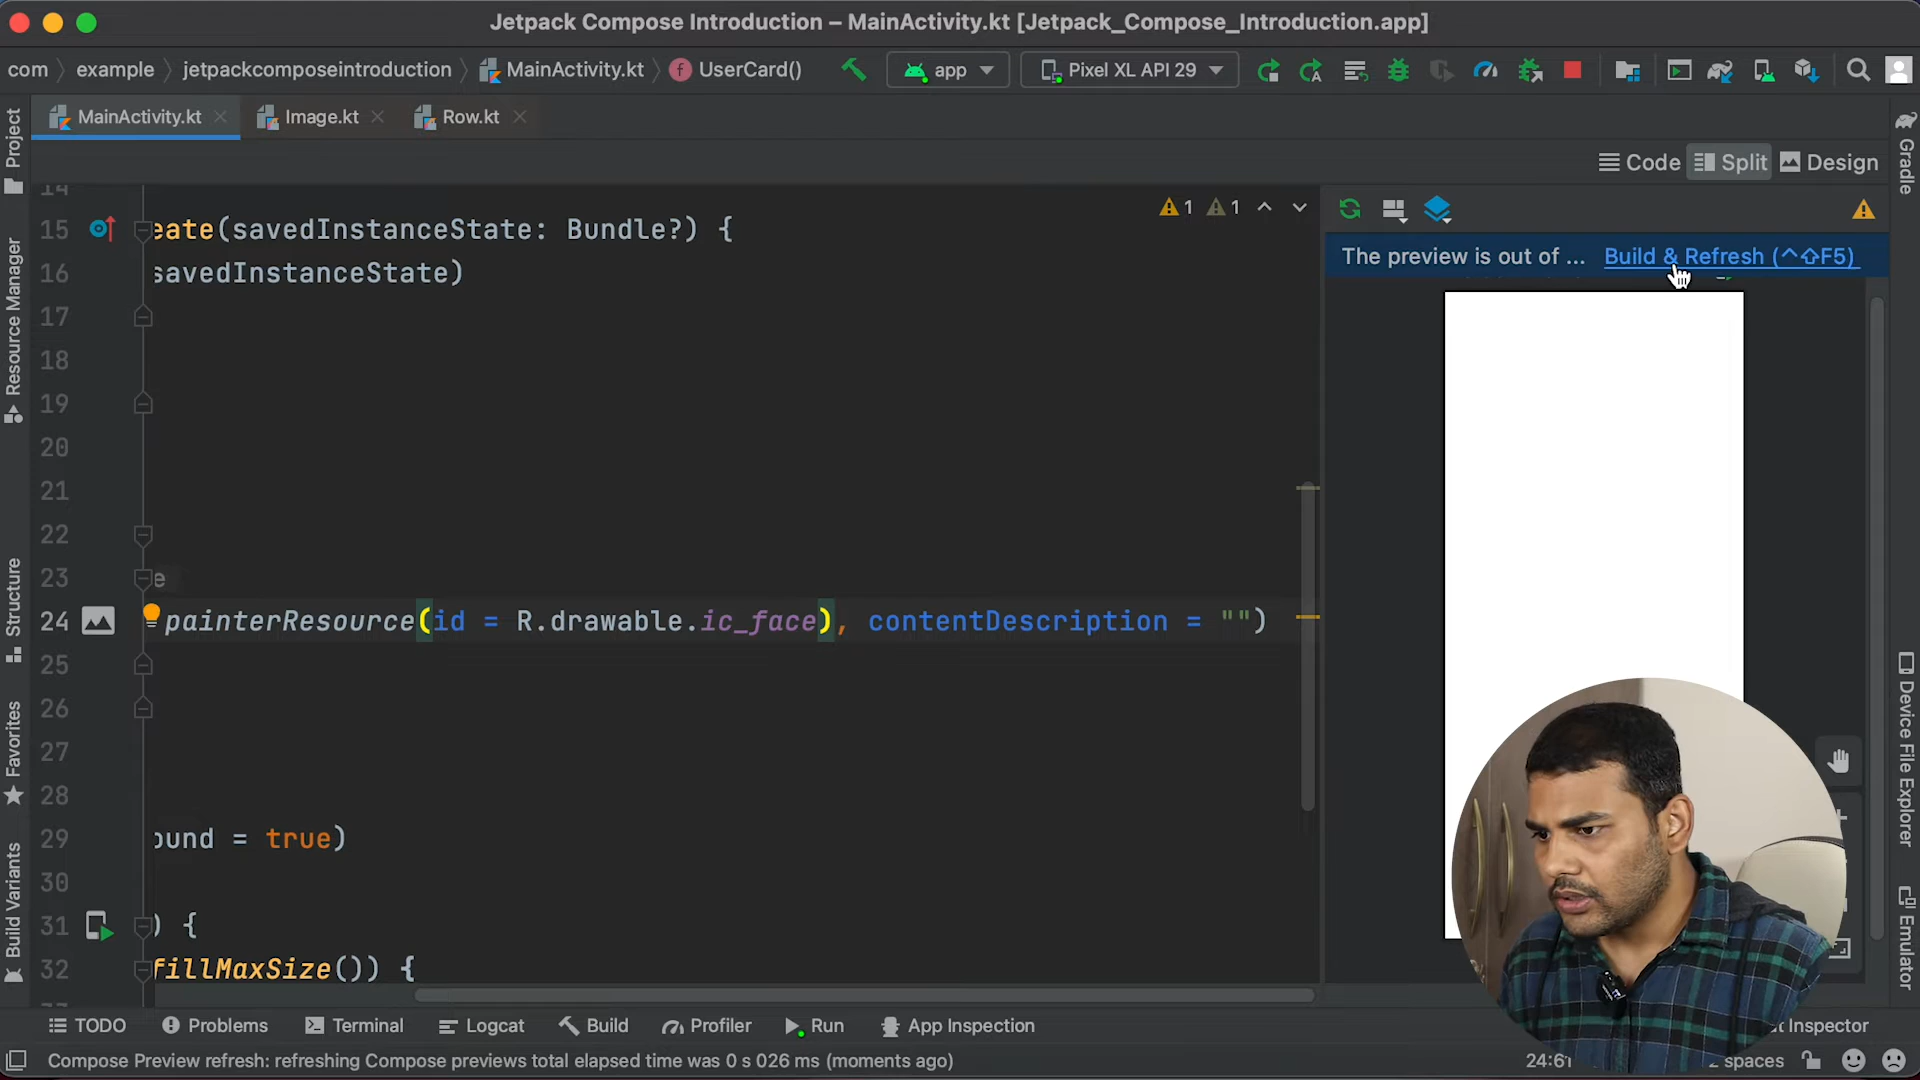 Jetpack Compose Introduction – MainActivity.kt [Jetpack_Compose_Introduction.app]
com example jetpackcomposeintroduction MainActivity.kt UserCard() app Pixel XL API 29
MainActivity.kt Image.kt Row.kt
Code Split Design
Project
Resource Manager
Structure
Favorites
Build Variants
Gradle
Device File Explorer
Emulator
1 1
The preview is out of ... Build & Refresh (^⇧F5)
14
15 eate(savedInstanceState: Bundle?) {
16 savedInstanceState)
17
18
19
20
21
22
23 e
24 painterResource(id = R.drawable.ic_face), contentDescription = "")
25
26
27
28
29 ound = true)
30
31 ) {
32 fillMaxSize()) {
TODO Problems Terminal Logcat Build Profiler Run App Inspection Inspector
Compose Preview refresh: refreshing Compose previews total elapsed time was 0 s 026 ms (moments ago) 24:61 spaces